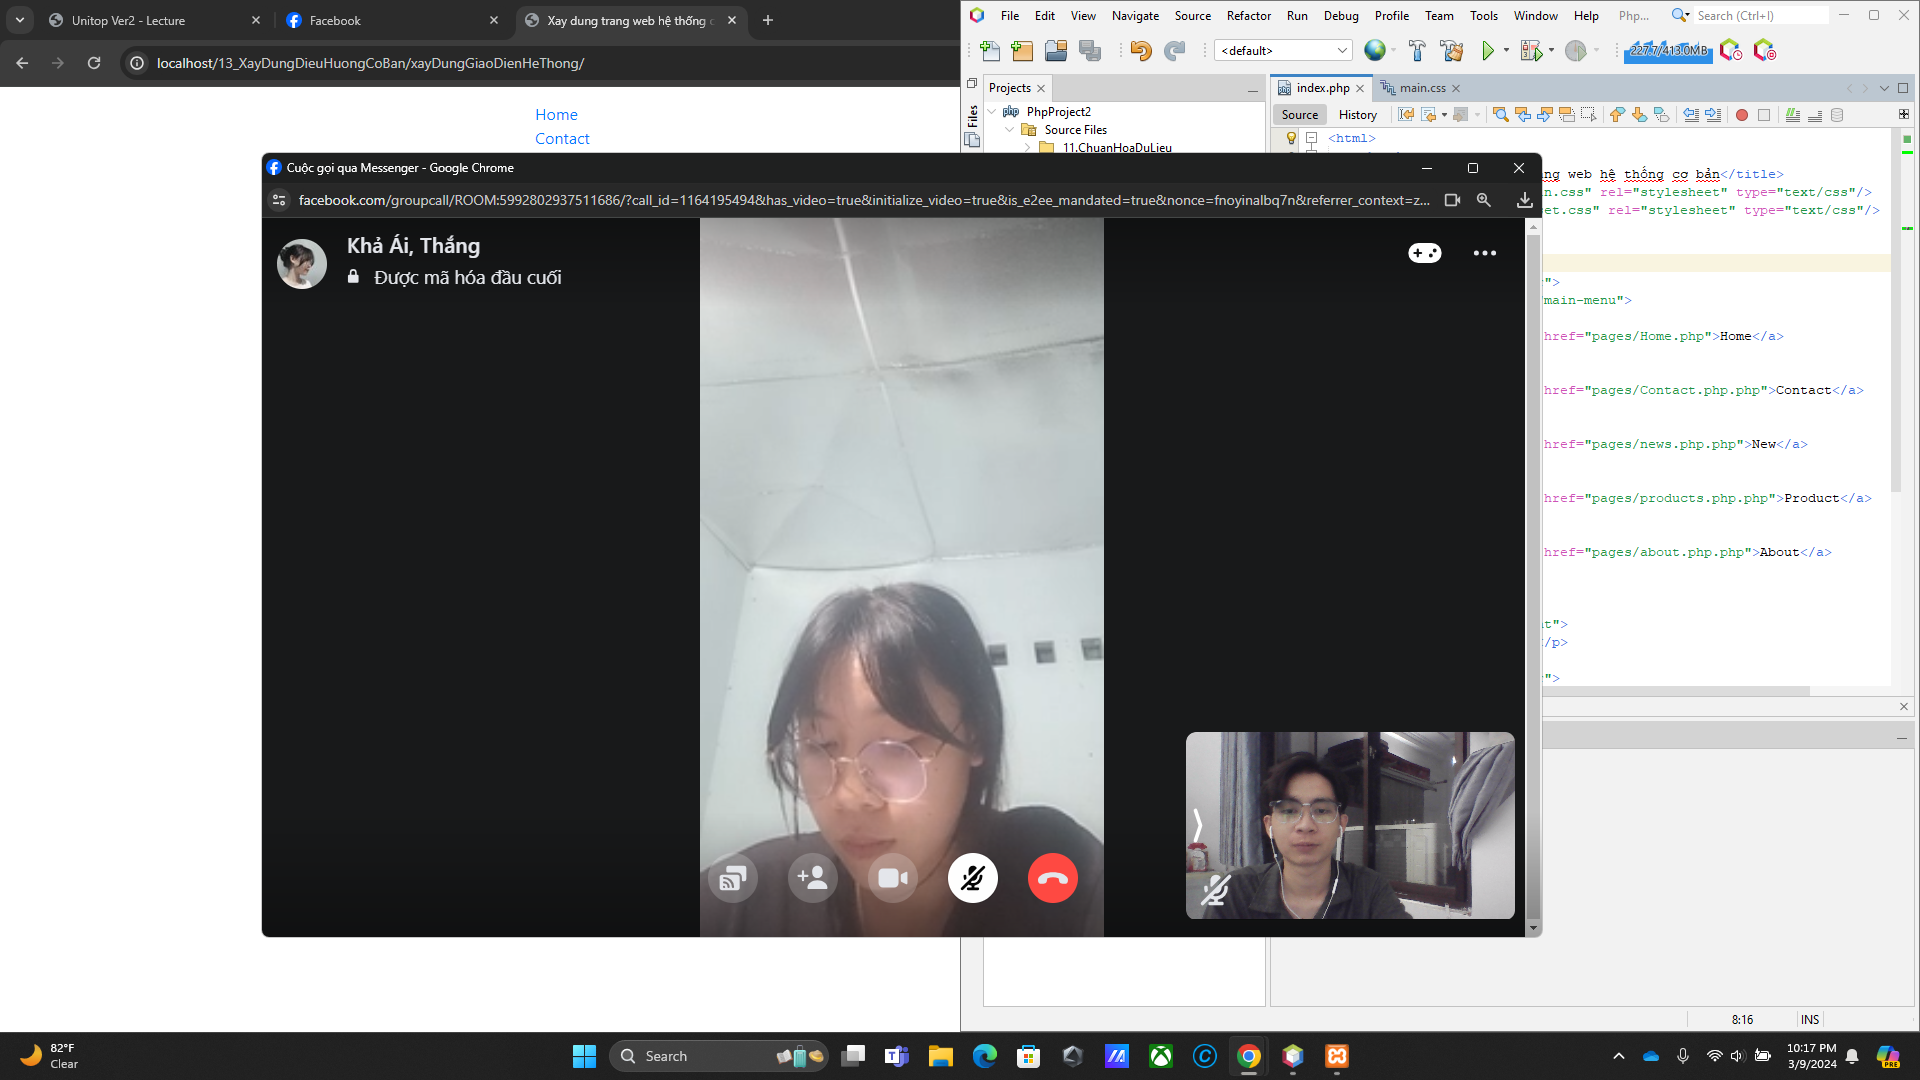 Unitop Ver2 - Lecture
Facebook
Xay dung trang web hệ thống c
localhost/13_XayDungDieuHuongCoBan/xayDungGiaoDienHeThong/
Home
Contact
File Edit View Navigate Source Refactor Run Debug Profile Team Tools Window Help Php... Search (Ctrl+I)
<default>
227.7/413.0MB
Projects
index.php
main.css
Files
PhpProject2
Source Files
11.ChuanHoaDuLieu
Source History
<html>
ng web hệ thống cơ bản</title>
n.css" rel="stylesheet" type="text/css"/>
et.css" rel="stylesheet" type="text/css"/>
">
main-menu">
href="pages/Home.php">Home</a>
href="pages/Contact.php.php">Contact</a>
href="pages/news.php.php">New</a>
href="pages/products.php.php">Product</a>
href="pages/about.php.php">About</a>
t">
/p>
">
Cuộc gọi qua Messenger - Google Chrome
facebook.com/groupcall/ROOM:5992802937511686/?call_id=1164195494&has_video=true&initialize_video=true&is_e2ee_mandated=true&nonce=fnoyinalbq7n&referrer_context=z...
Khả Ái, Thắng
Được mã hóa đầu cuối
8:16 INS
82°F
Clear
Search
10:17 PM
3/9/2024
PRE